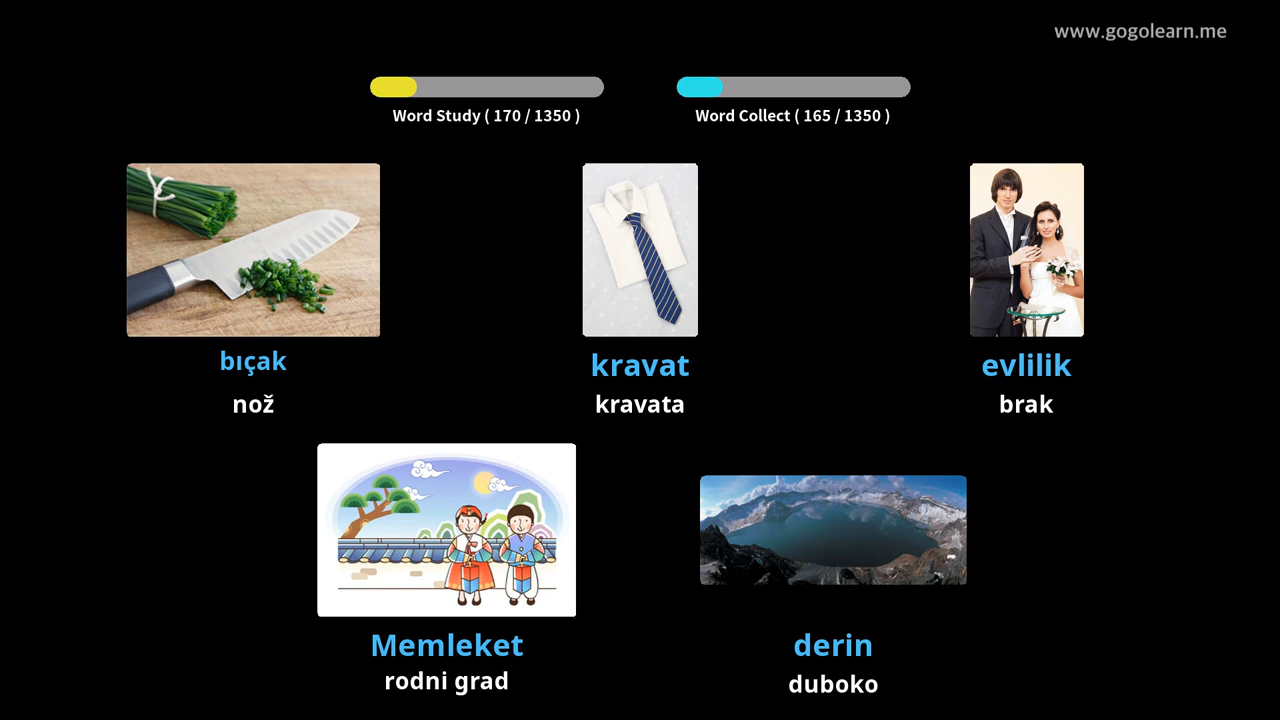 www.gogolearn.me
Word Study ( 170 / 1350 )
Word Collect ( 165 / 1350 )
bıçak
kravat
evlilik
nož
kravata
brak
Memleket
derin
rodni grad
duboko